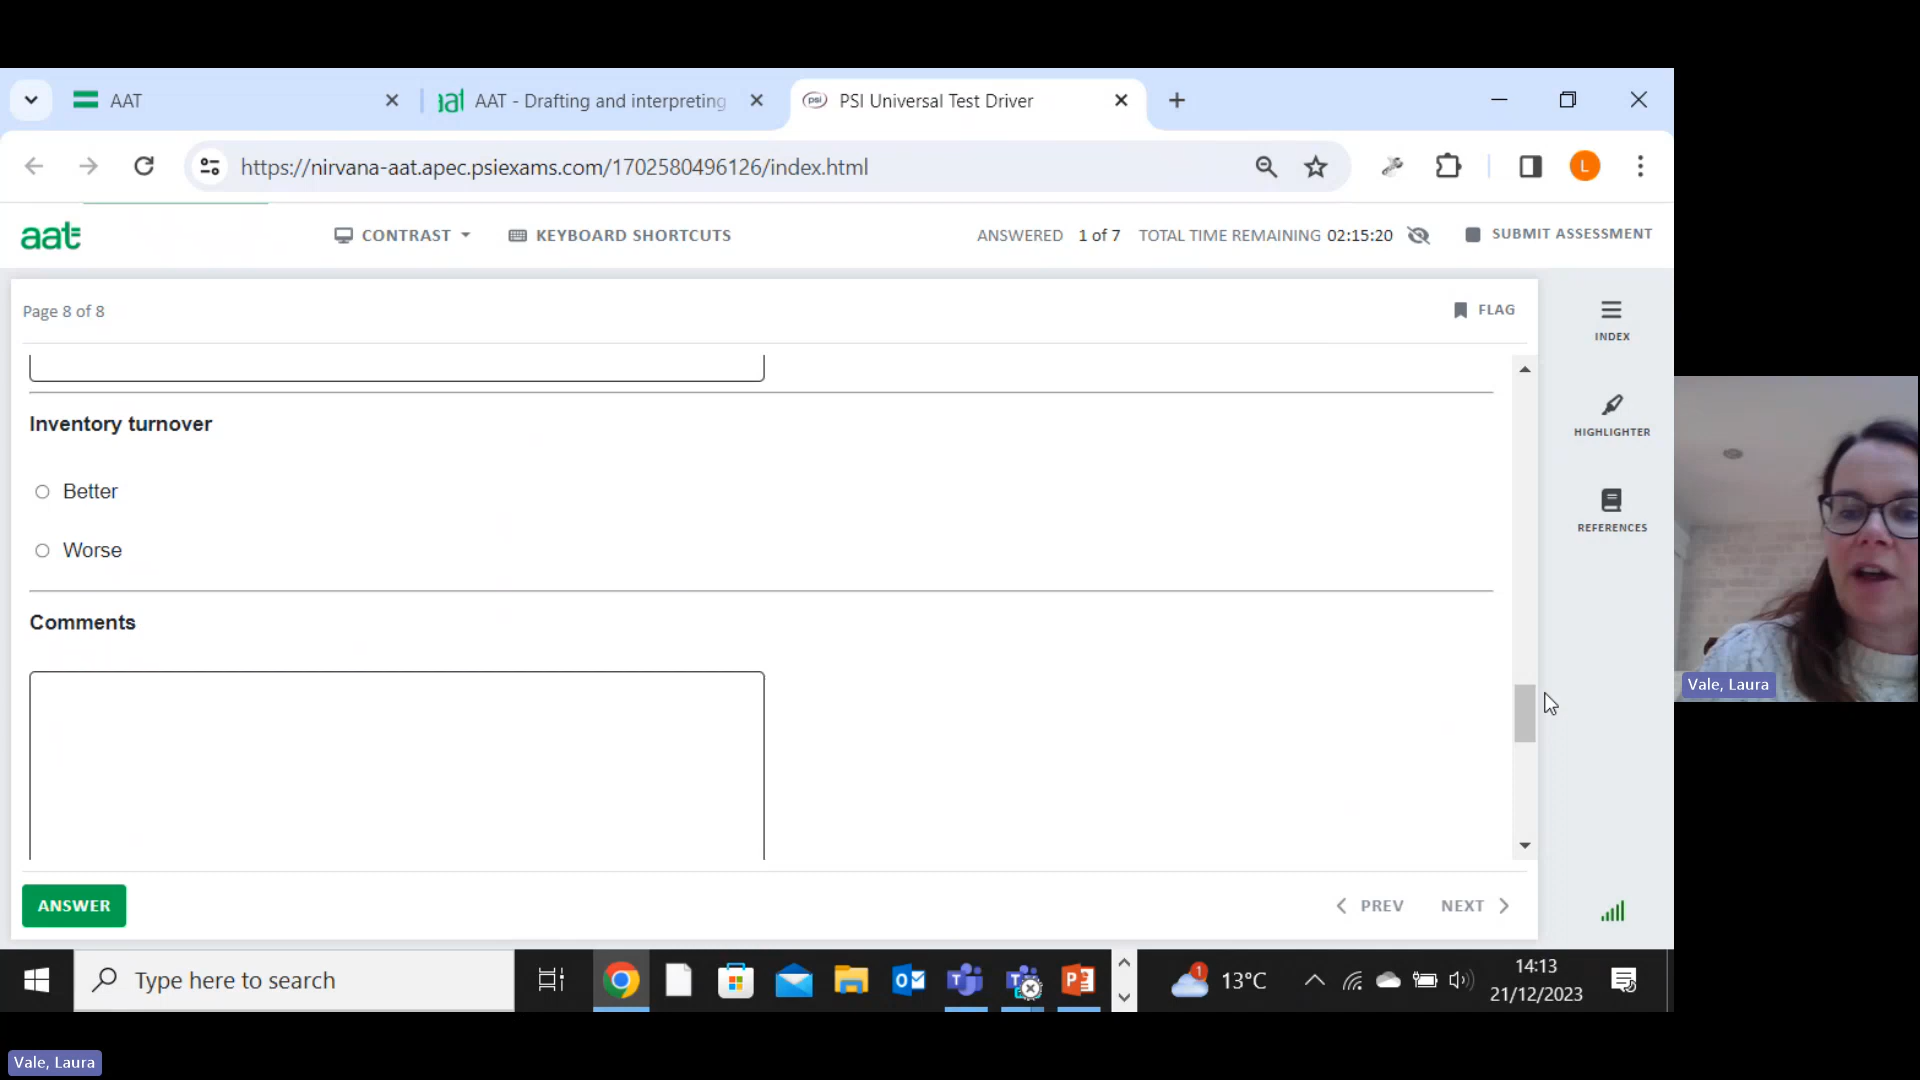 AAT
aat AAT - Drafting and interpreting
psi PSI Universal Test Driver
https://nirvana-aat.apec.psiexams.com/1702580496126/index.html
L
aat
CONTRAST
KEYBOARD SHORTCUTS
ANSWERED 1 of 7
TOTAL TIME REMAINING 02:15:20
SUBMIT ASSESSMENT
Page 8 of 8
FLAG
INDEX
HIGHLIGHTER
REFERENCES
Inventory turnover
Better
Worse
Comments
ANSWER
PREV
NEXT
Vale, Laura
Type here to search
1
13°C
14:13
21/12/2023
Vale, Laura